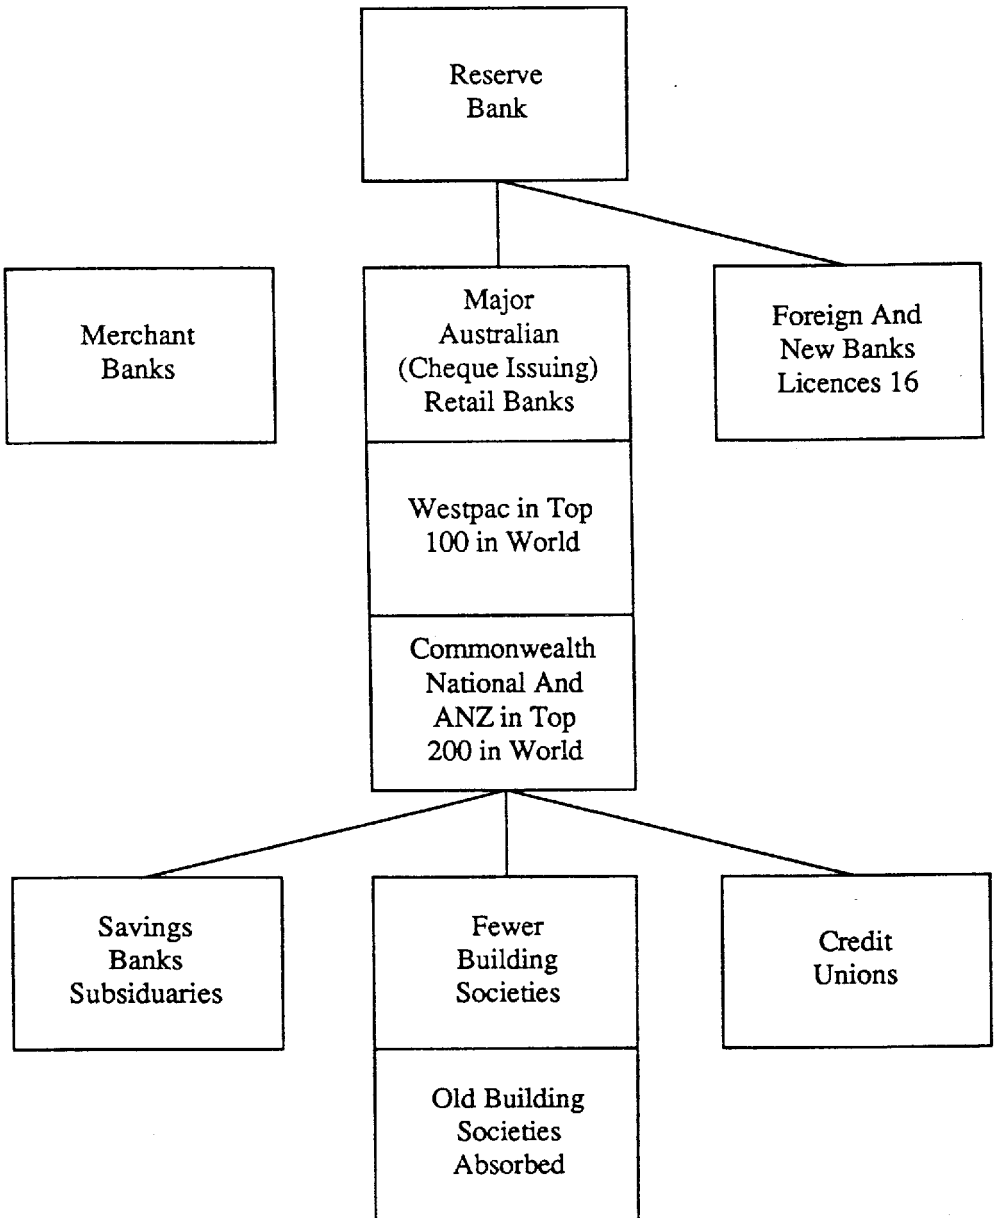 Reserve
Bank
Merchant
Banks
Major
Australian
(Cheque Issuing)
Retail Banks
Foreign And
New Banks
Licences 16
Westpac in Top
100 in World
Commonwealth
National And
ANZ in Top
200 in World
Savings
Banks
Subsiduaries
Fewer
Building
Societies
Credit
Unions
Old Building
Societies
Absorbed